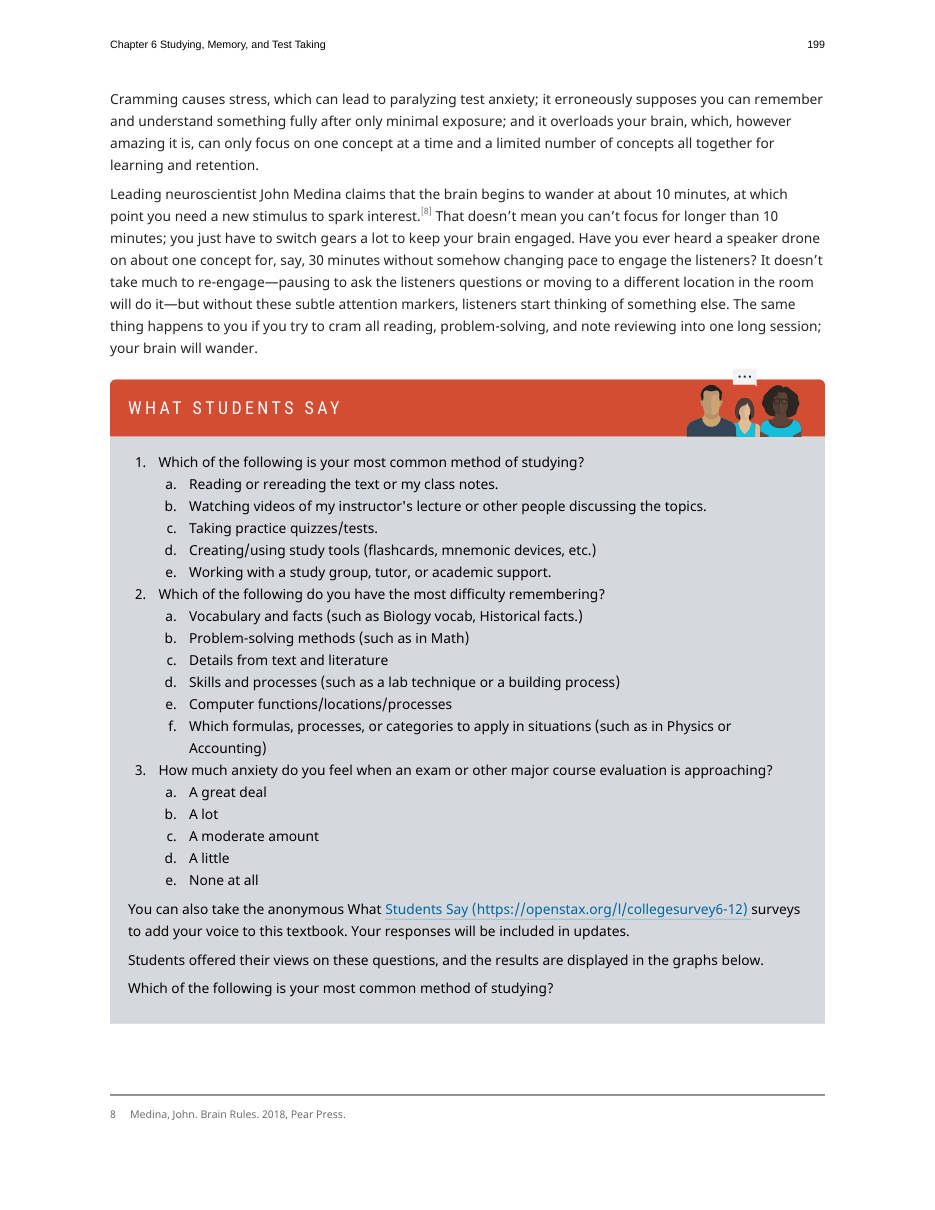 Chapter 6 Studying, Memory, and Test Taking 199
Cramming causes stress, which can lead to paralyzing test anxiety; it erroneously supposes you can remember
and understand something fully after only minimal exposure; and it overloads your brain, which, however
amazing it is, can only focus on one concept at a time and a limited number of concepts all together for
learning and retention.
Leading neuroscientist John Medina claims that the brain begins to wander at about 10 minutes, at which
point you need a new stimulus to spark interest.[8] That doesn’t mean you can’t focus for longer than 10
minutes; you just have to switch gears a lot to keep your brain engaged. Have you ever heard a speaker drone
on about one concept for, say, 30 minutes without somehow changing pace to engage the listeners? It doesn’t
take much to re-engage—pausing to ask the listeners questions or moving to a different location in the room
will do it—but without these subtle attention markers, listeners start thinking of something else. The same
thing happens to you if you try to cram all reading, problem-solving, and note reviewing into one long session;
your brain will wander.
WHAT STUDENTS SAY
1. Which of the following is your most common method of studying?
a. Reading or rereading the text or my class notes.
b. Watching videos of my instructor's lecture or other people discussing the topics.
c. Taking practice quizzes/tests.
d. Creating/using study tools (flashcards, mnemonic devices, etc.)
e. Working with a study group, tutor, or academic support.
2. Which of the following do you have the most difficulty remembering?
a. Vocabulary and facts (such as Biology vocab, Historical facts.)
b. Problem-solving methods (such as in Math)
c. Details from text and literature
d. Skills and processes (such as a lab technique or a building process)
e. Computer functions/locations/processes
f. Which formulas, processes, or categories to apply in situations (such as in Physics or
Accounting)
3. How much anxiety do you feel when an exam or other major course evaluation is approaching?
a. A great deal
b. A lot
c. A moderate amount
d. A little
e. None at all
You can also take the anonymous What Students Say (https://openstax.org/l/collegesurvey6-12) surveys
to add your voice to this textbook. Your responses will be included in updates.
Students offered their views on these questions, and the results are displayed in the graphs below.
Which of the following is your most common method of studying?
8 Medina, John. Brain Rules. 2018, Pear Press.